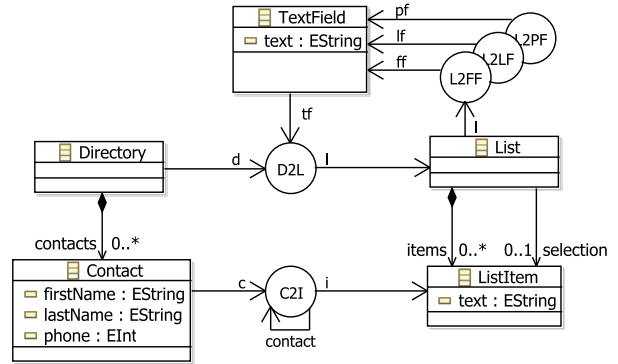 TextField
text : EString
pf
lf
ff
L2PF
L2LF
L2FF
tf
l
Directory
d
D2L
l
List
contacts 0..*
items 0..* 0..1 selection
Contact
firstName : EString
lastName : EString
phone : EInt
c
C2I
i
contact
ListItem
text : EString